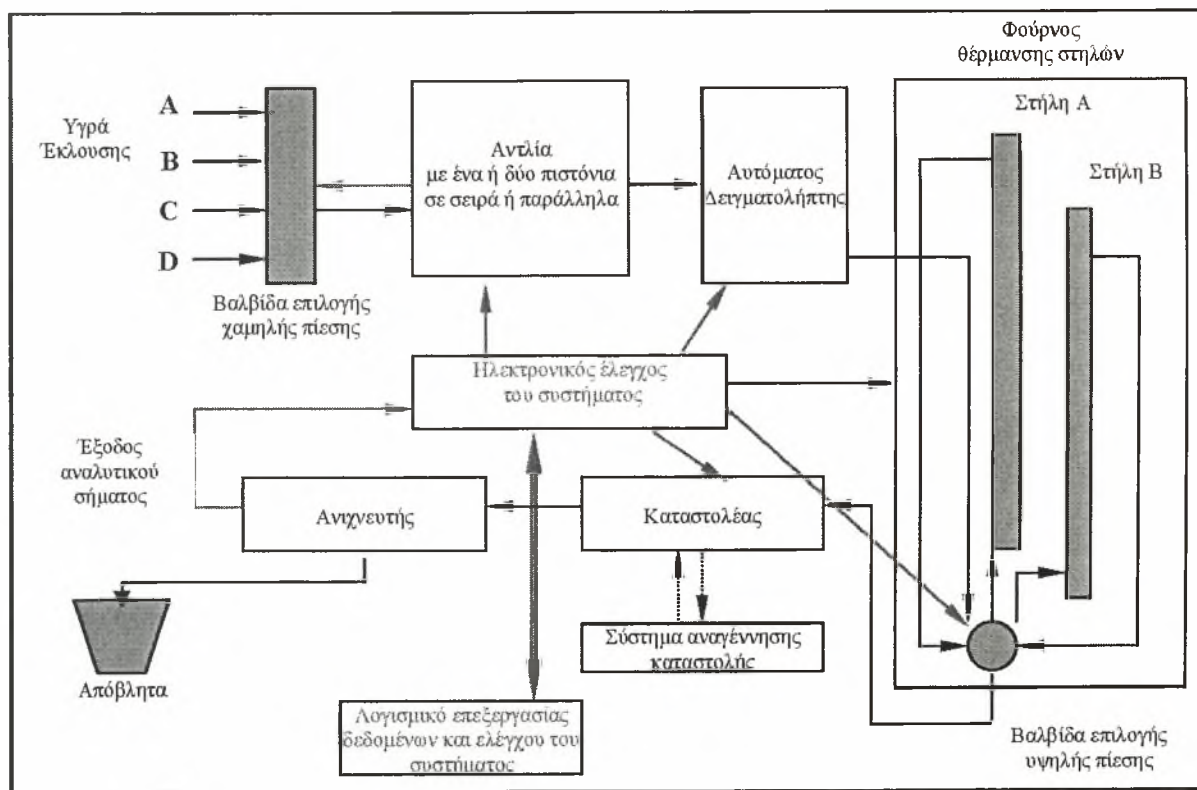 Φούρνος
θέρμανσης στηλών
Στήλη Α
Στήλη Β
Υγρά
Έκλουσης
A
B
C
D
Αντλία
με ένα ή δύο πιστόνια
σε σειρά ή παράλληλα
Αυτόματος
Δειγματολήπτης
Βαλβίδα επιλογής
χαμηλής πίεσης
Ηλεκτρονικός έλεγχος
του συστήματος
Έξοδος
αναλυτικού
σήματος
Ανιχνευτής
Καταστολέας
Σύστημα αναγέννησης
καταστολής
Απόβλητα
Λογισμικό επεξεργασίας
δεδομένων και ελέγχου του
συστήματος
Βαλβίδα επιλογής
υψηλής πίεσης